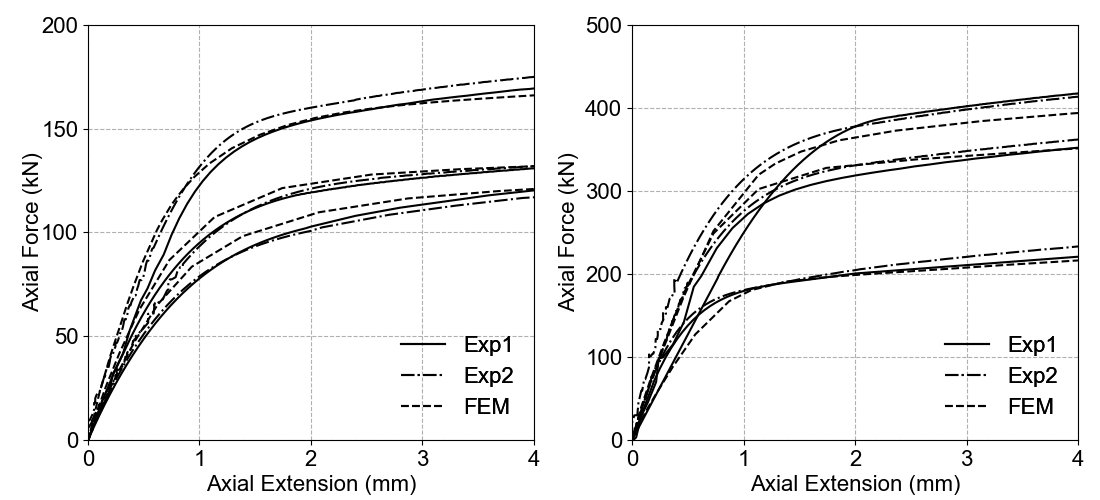 200
150
100
50
0
Axial Force (kN)
0 1 2 3 4
Axial Extension (mm)
Exp1
Exp2
FEM
500
400
300
200
100
0
Axial Force (kN)
0 1 2 3 4
Axial Extension (mm)
Exp1
Exp2
FEM